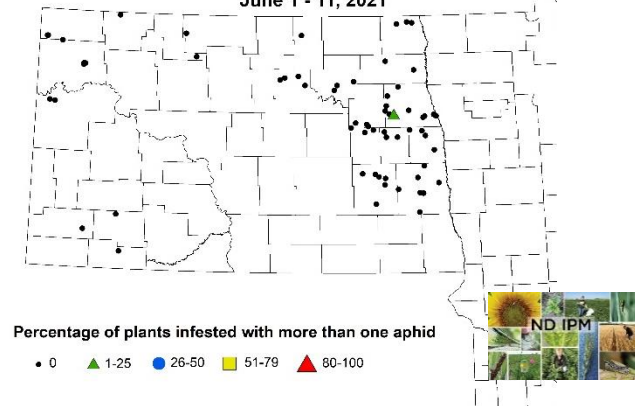 June 1 - 11, 2021
ND IPM
Percentage of plants infested with more than one aphid
0 1-25 26-50 51-79 80-100